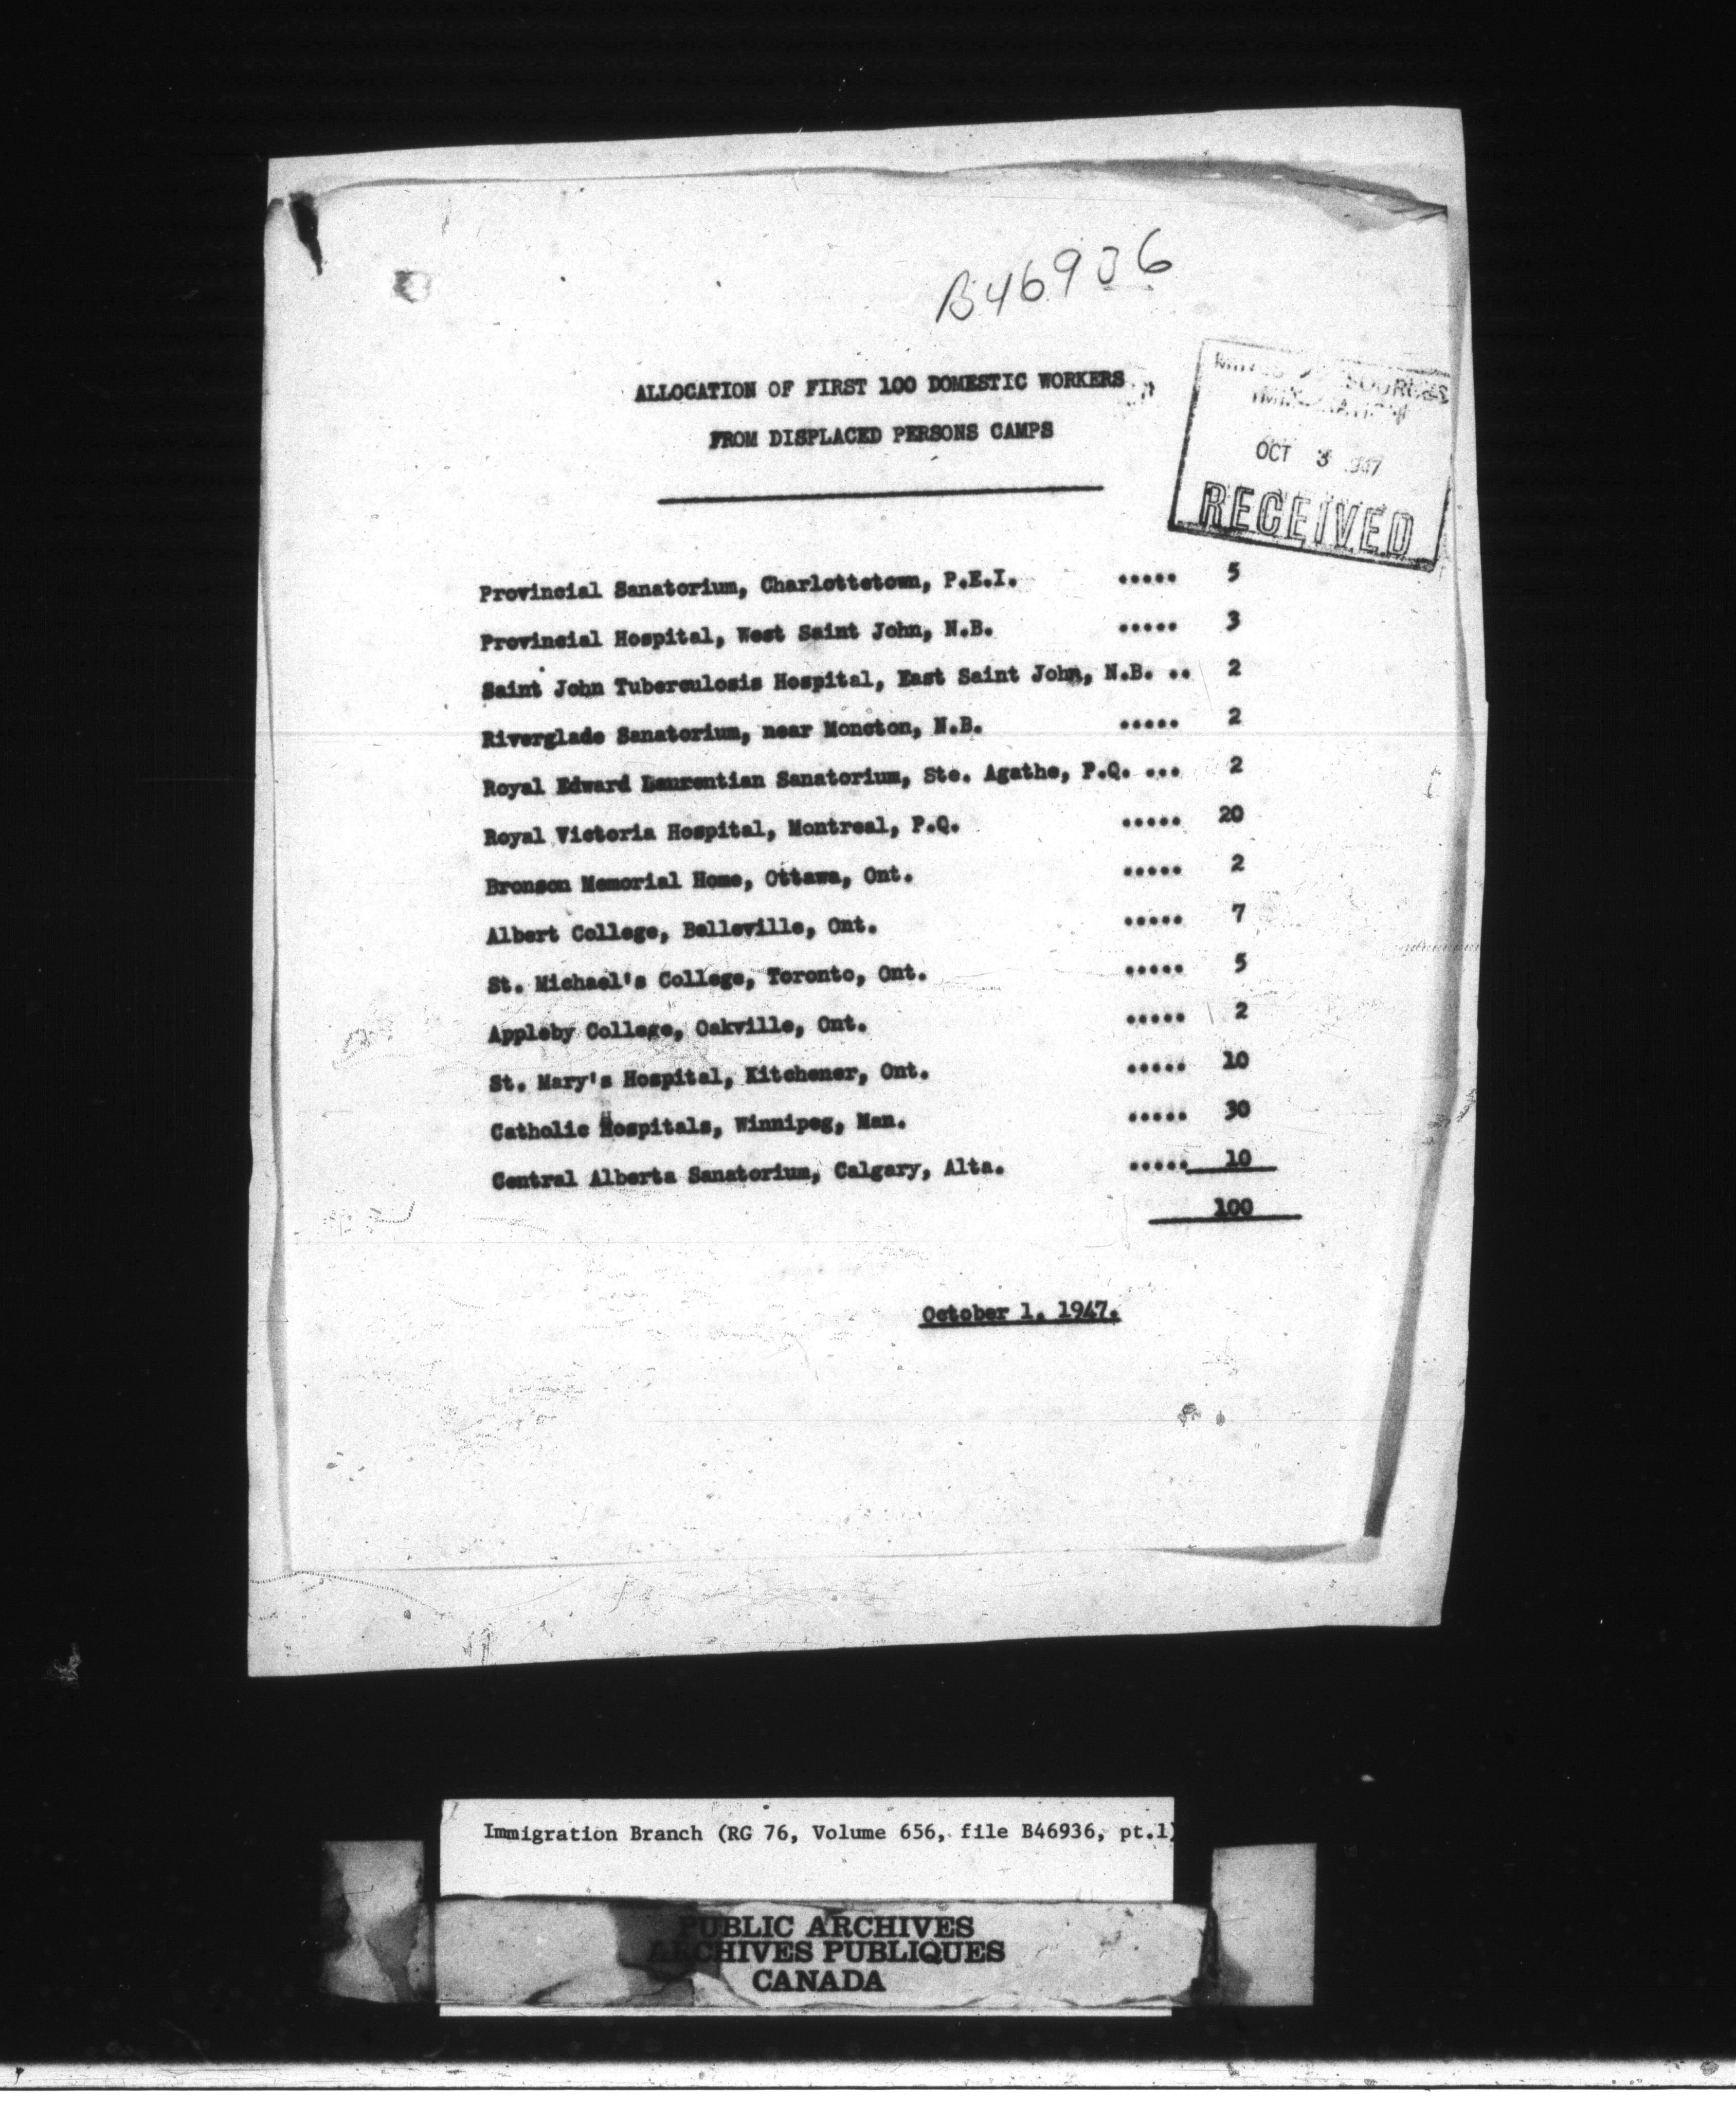 B46936
ALLOCATION OF FIRST 100 DOMESTIC WORKERS
FROM DISPLACED PERSONS CAMPS
OCT 3 1947
RECEIVED
Provincial Sanatorium, Charlottetown, P.E.I. ..... 5
Provincial Hospital, West Saint John, N.B. ..... 3
Saint John Tuberculosis Hospital, East Saint John, N.B. .. 2
Riverglade Sanatorium, near Moncton, N.B. ..... 2
Royal Edward Laurentian Sanatorium, Ste. Agathe, P.Q. ... 2
Royal Victoria Hospital, Montreal, P.Q. ..... 20
Bronson Memorial Home, Ottawa, Ont. ..... 2
Albert College, Belleville, Ont. ..... 7
St. Michael's College, Toronto, Ont. ..... 5
Appleby College, Oakville, Ont. ..... 2
St. Mary's Hospital, Kitchener, Ont. ..... 10
Catholic Hospitals, Winnipeg, Man. ..... 30
Central Alberta Sanatorium, Calgary, Alta. ..... 10
100
October 1, 1947.
Immigration Branch (RG 76, Volume 656, file B46936, pt.1)
PUBLIC ARCHIVES
ARCHIVES PUBLIQUES
CANADA